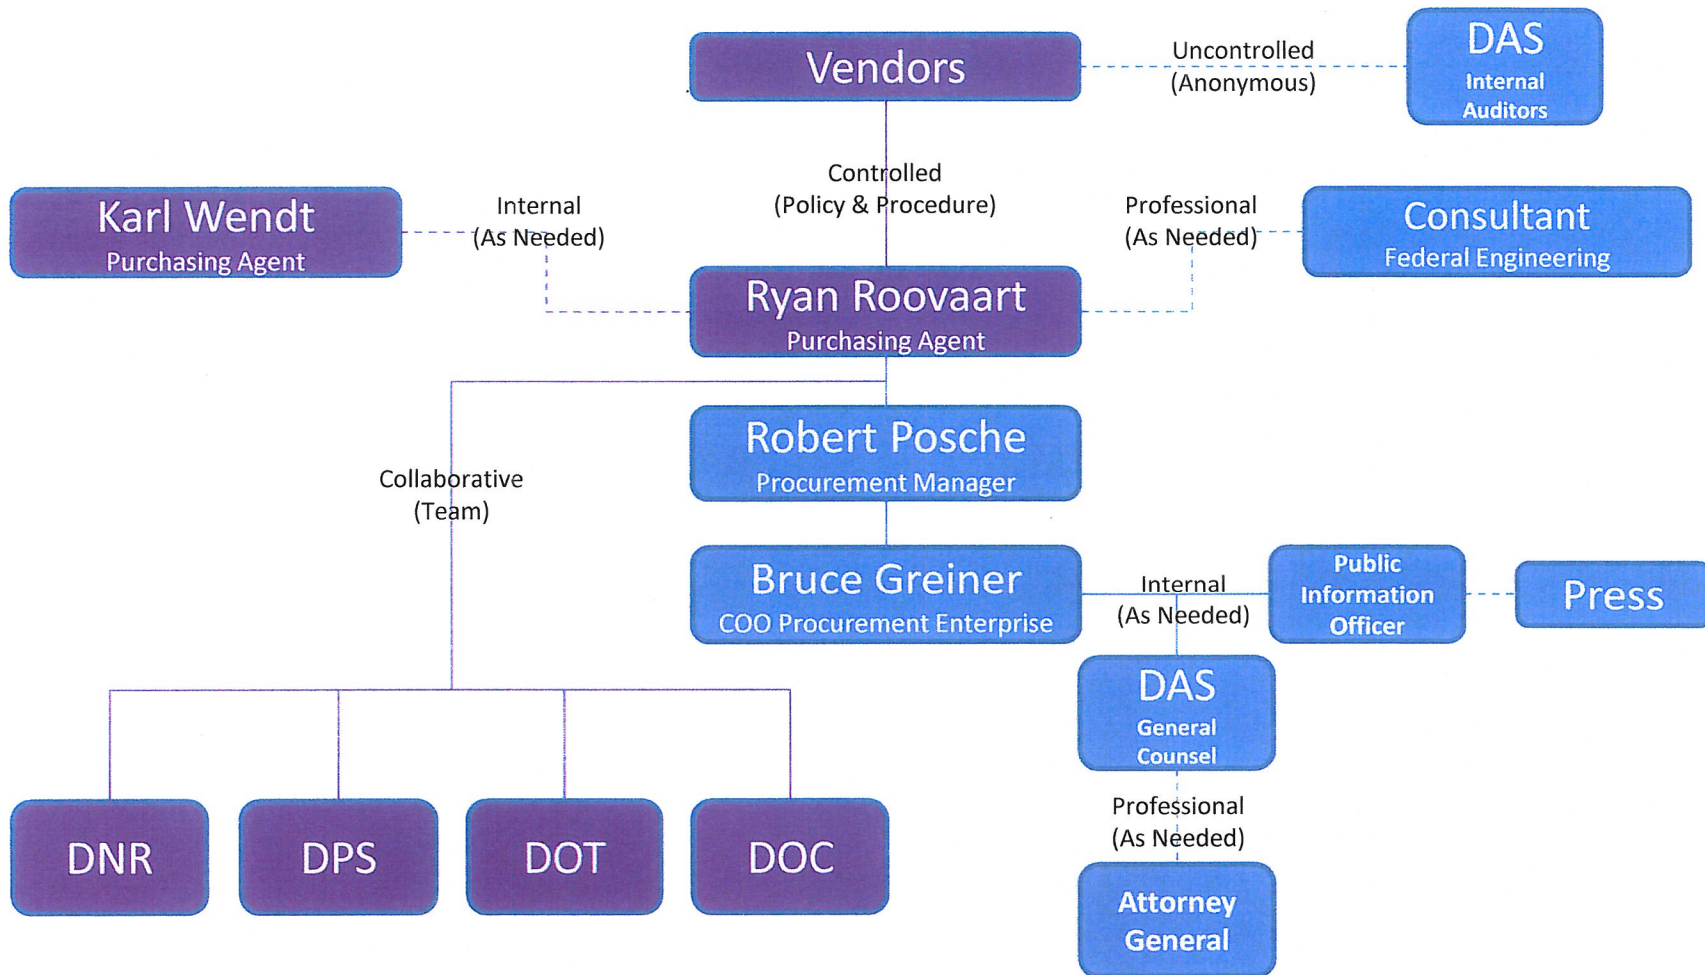 Vendors
Uncontrolled
(Anonymous)
DAS
Internal
Auditors
Controlled
(Policy & Procedure)
Karl Wendt
Purchasing Agent
Internal
(As Needed)
Professional
(As Needed)
Consultant
Federal Engineering
Ryan Roovaart
Purchasing Agent
Robert Posche
Procurement Manager
Collaborative
(Team)
Bruce Greiner
COO Procurement Enterprise
Internal
(As Needed)
Public
Information
Officer
Press
DAS
General
Counsel
Professional
(As Needed)
Attorney
General
DNR
DPS
DOT
DOC